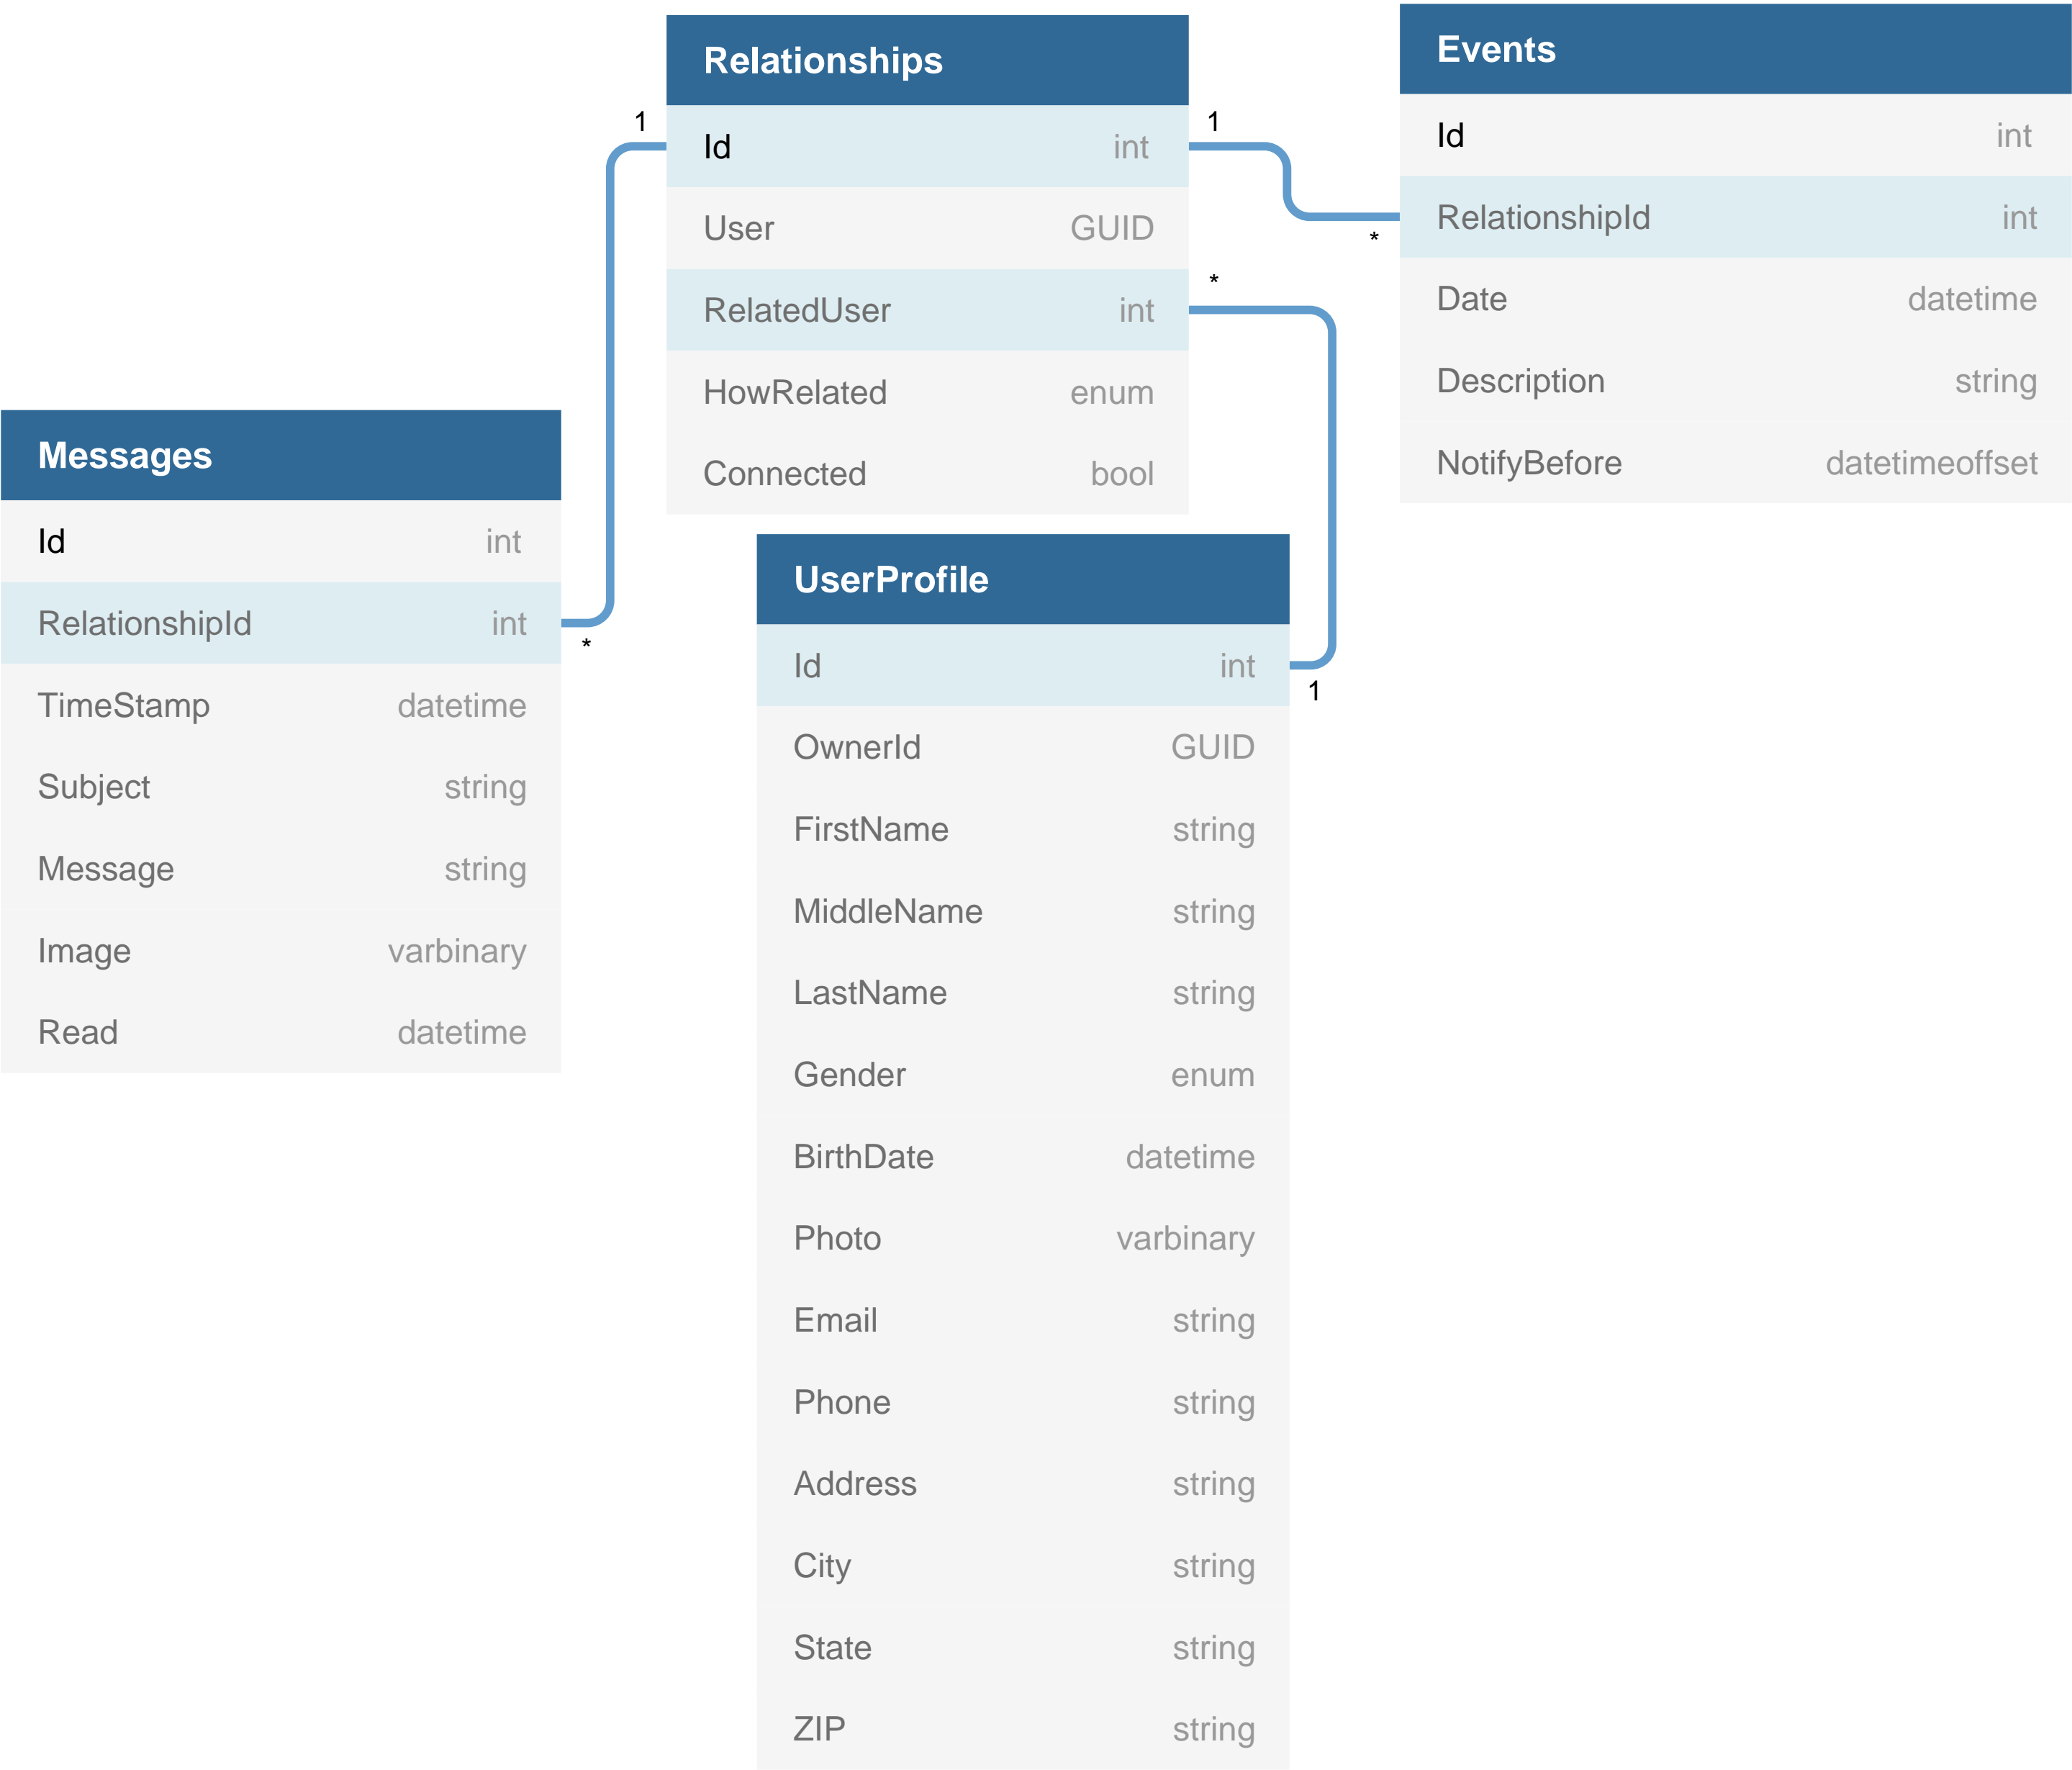 Relationships
1
Id int
1
User GUID
*
RelatedUser int
HowRelated enum
Connected bool
Events
Id int
RelationshipId int
*
Date datetime
Description string
NotifyBefore datetimeoffset
Messages
Id int
RelationshipId int
*
TimeStamp datetime
Subject string
Message string
Image varbinary
Read datetime
UserProfile
Id int
1
OwnerId GUID
FirstName string
MiddleName string
LastName string
Gender enum
BirthDate datetime
Photo varbinary
Email string
Phone string
Address string
City string
State string
ZIP string